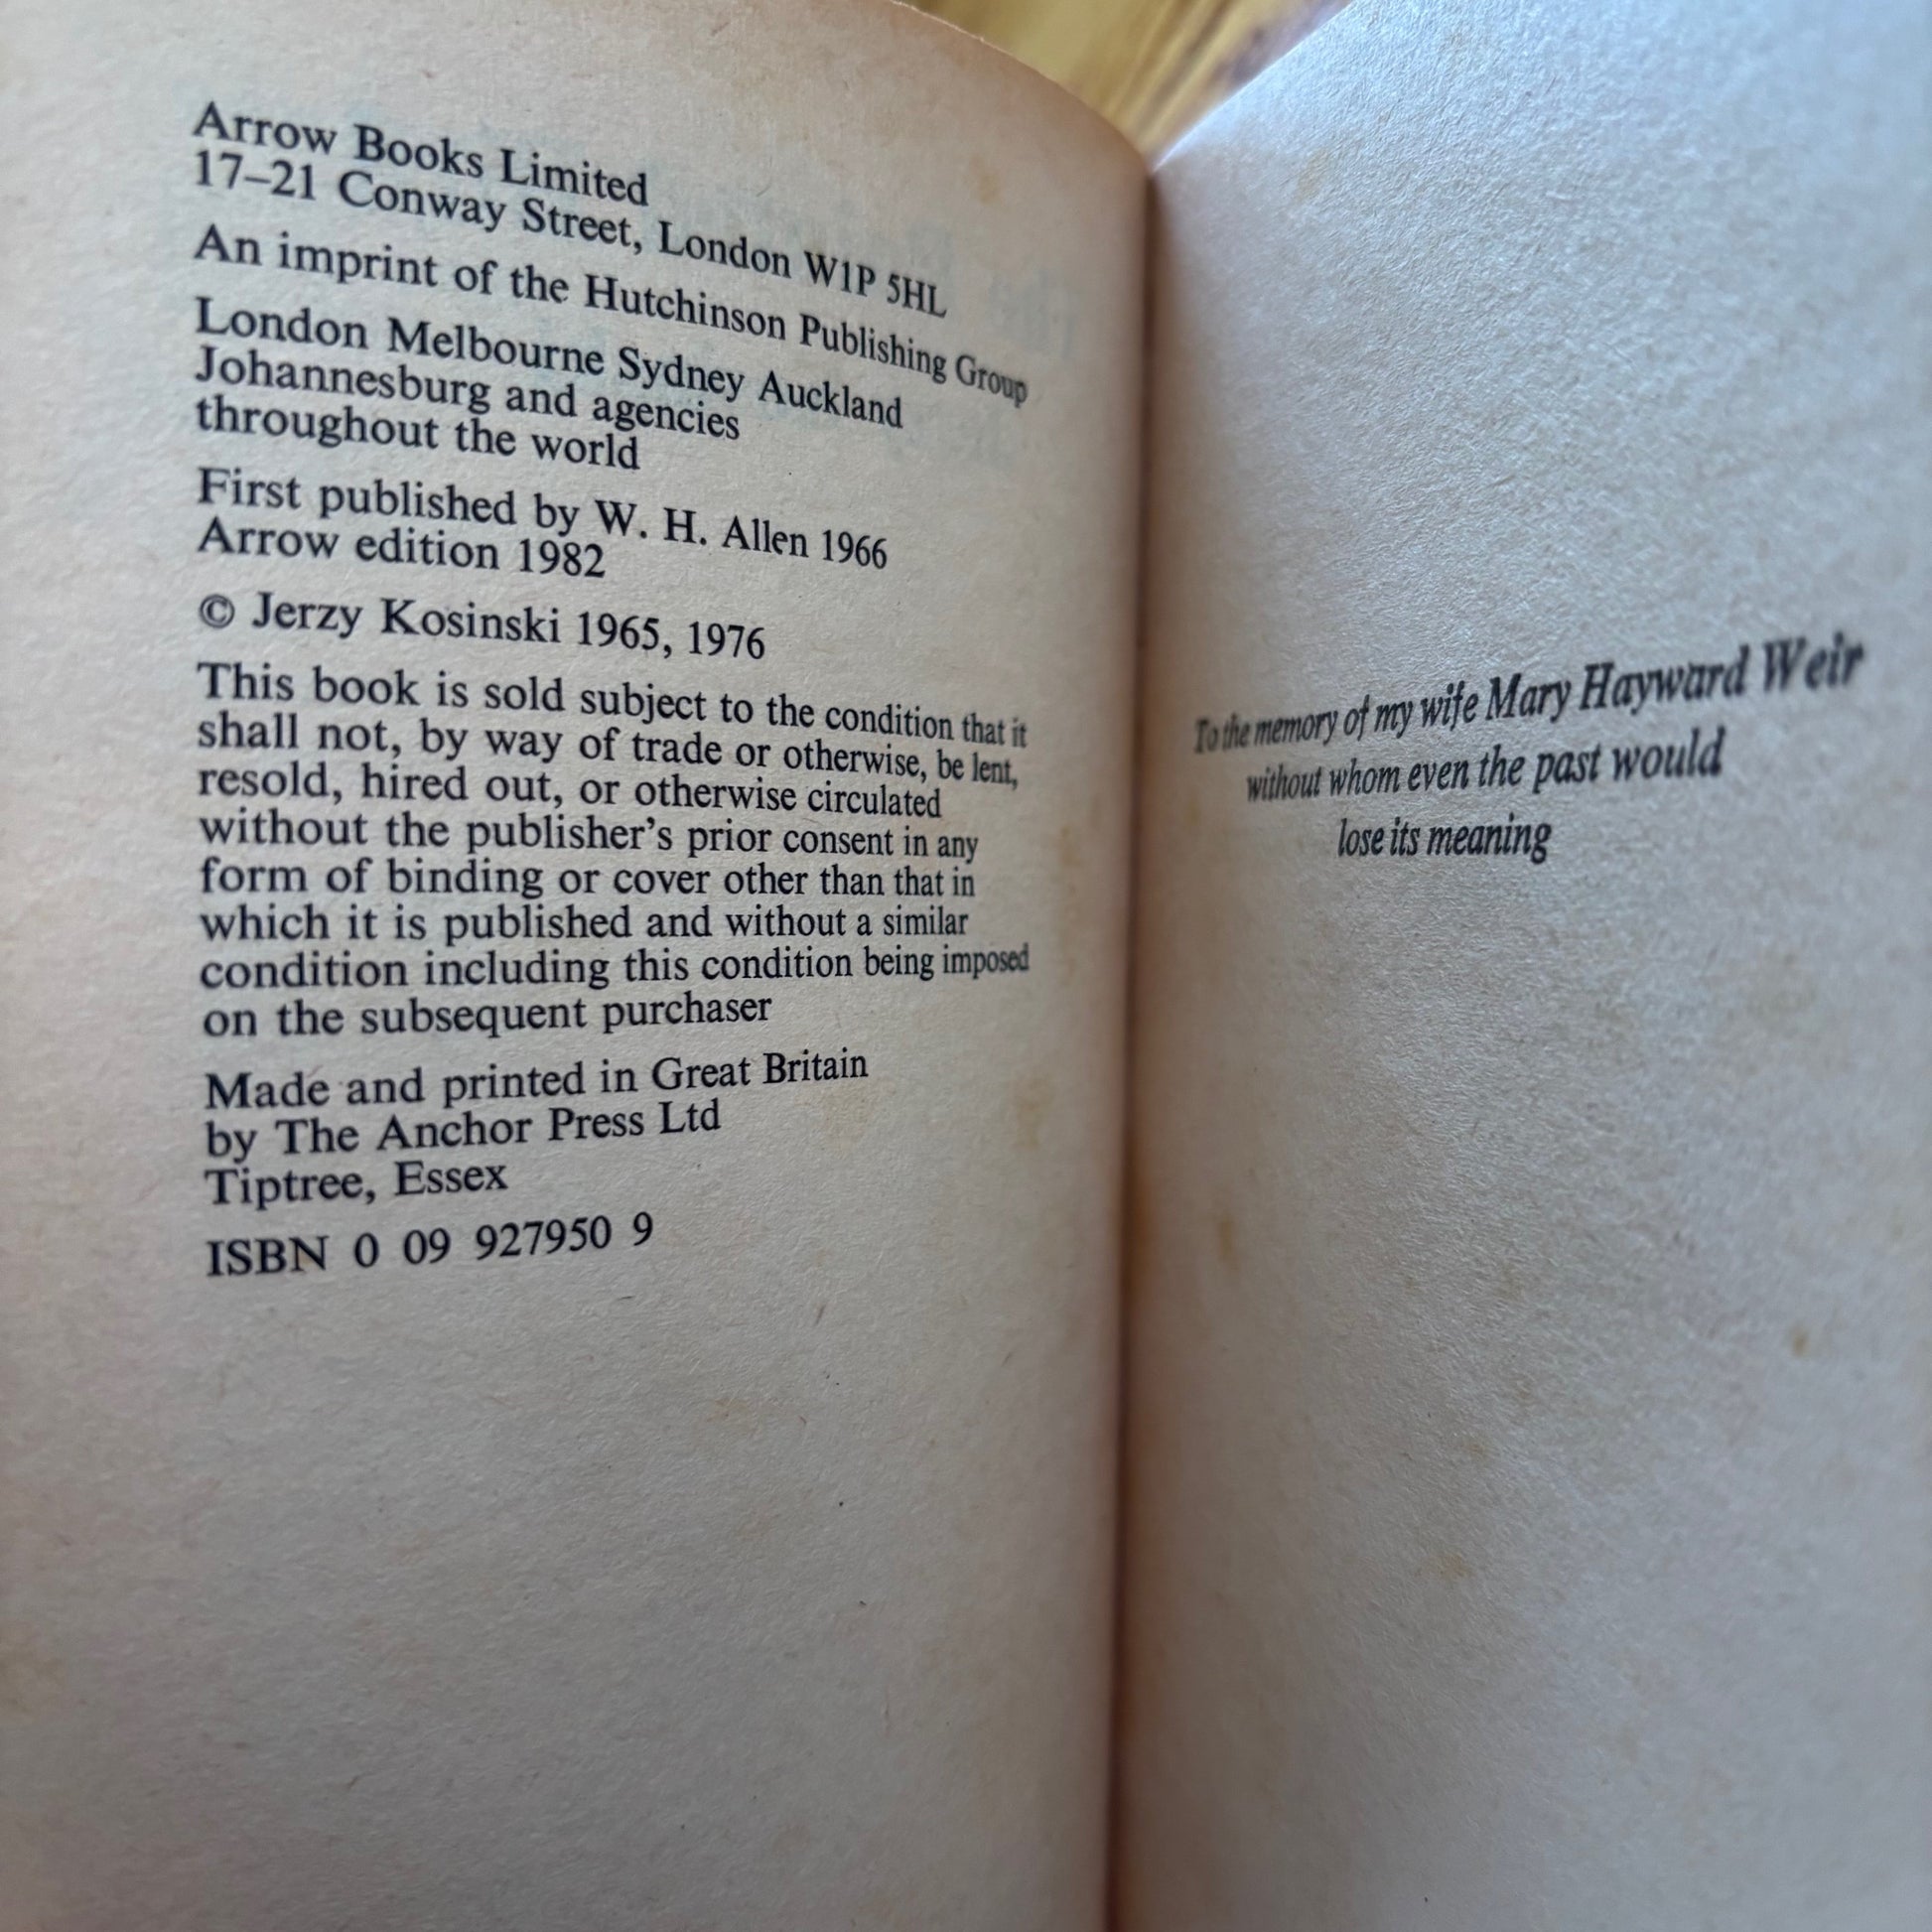 Arrow Books Limited
17–21 Conway Street, London W1P 5HL
An imprint of the Hutchinson Publishing Group
London Melbourne Sydney Auckland
Johannesburg and agencies
throughout the world
First published by W. H. Allen 1966
Arrow edition 1982
© Jerzy Kosinski 1965, 1976
This book is sold subject to the condition that it
shall not, by way of trade or otherwise, be lent,
resold, hired out, or otherwise circulated
without the publisher’s prior consent in any
form of binding or cover other than that in
which it is published and without a similar
condition including this condition being imposed
on the subsequent purchaser
Made and printed in Great Britain
by The Anchor Press Ltd
Tiptree, Essex
ISBN 0 09 927950 9
To the memory of my wife Mary Hayward Weir
without whom even the past would
lose its meaning